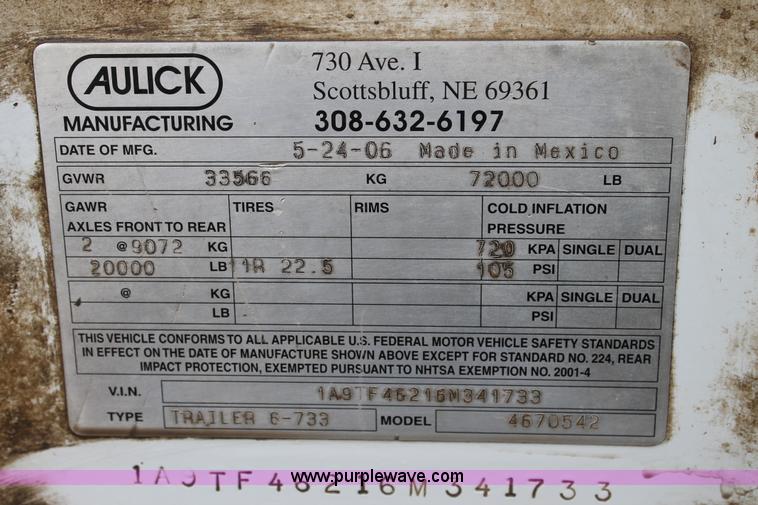 AULICK
MANUFACTURING
730 Ave. I
Scottsbluff, NE 69361
308-632-6197
DATE OF MFG. 5-24-06 Made in Mexico
GVWR 33566 KG 72000 LB
GAWR TIRES RIMS COLD INFLATION
AXLES FRONT TO REAR PRESSURE
2 @ 9072 KG 720 KPA SINGLE DUAL
20000 LB 11R 22.5 105 PSI
@ KG KPA SINGLE DUAL
LB PSI
THIS VEHICLE CONFORMS TO ALL APPLICABLE U.S. FEDERAL MOTOR VEHICLE SAFETY STANDARDS
IN EFFECT ON THE DATE OF MANUFACTURE SHOWN ABOVE EXCEPT FOR STANDARD NO. 224, REAR
IMPACT PROTECTION, EXEMPTED PURSUANT TO NHTSA EXEMPTION NO. 2001-4
V.I.N. 1A9TF46216M341733
TYPE TRAILER 6-733 MODEL 4670542
1A9TF46216M341733
www.purplewave.com